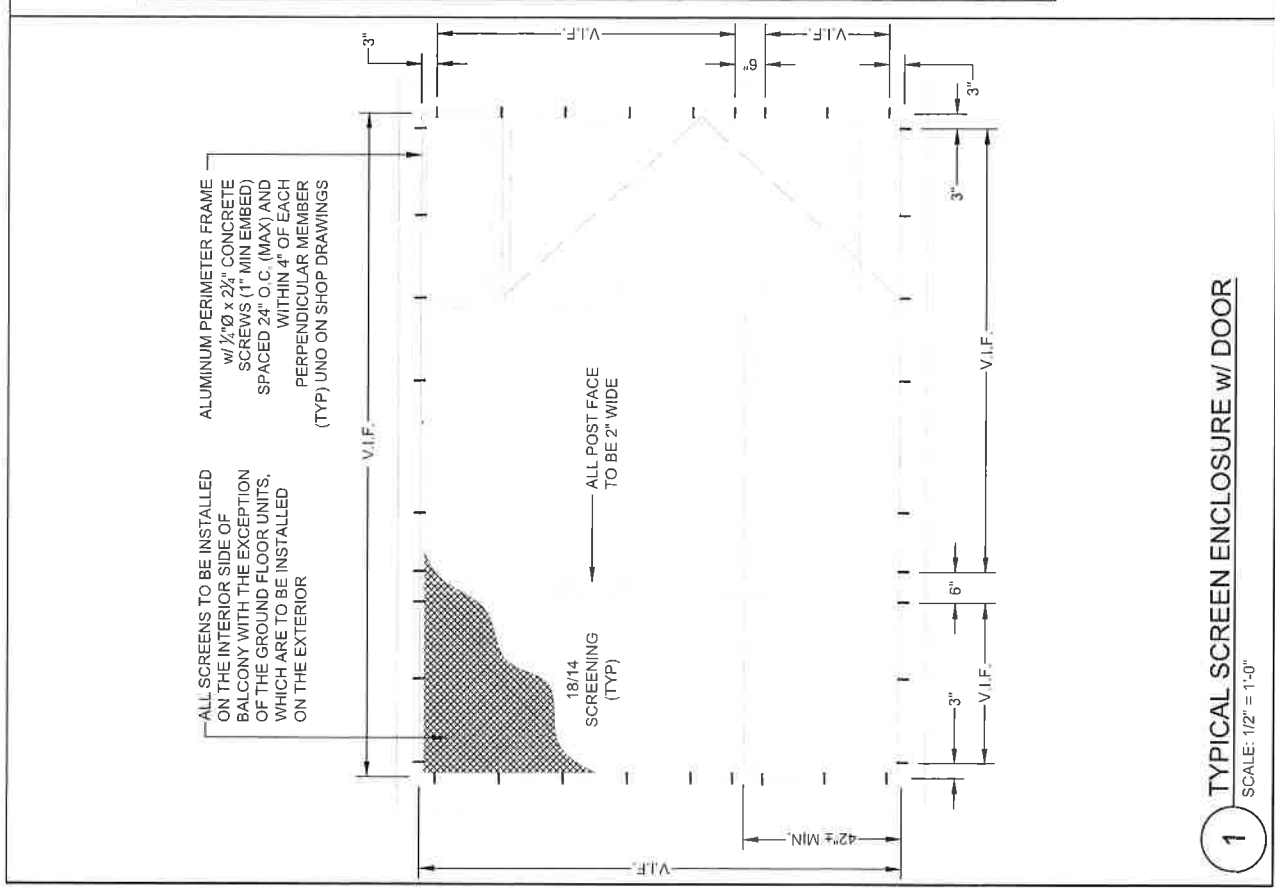 ALL SCREENS TO BE INSTALLED
ON THE INTERIOR SIDE OF
BALCONY WITH THE EXCEPTION
OF THE GROUND FLOOR UNITS,
WHICH ARE TO BE INSTALLED
ON THE EXTERIOR
ALUMINUM PERIMETER FRAME
w/ ¼"Ø x 2¼" CONCRETE
SCREWS (1" MIN EMBED)
SPACED 24" O.C. (MAX) AND
WITHIN 4" OF EACH
PERPENDICULAR MEMBER
(TYP) UNO ON SHOP DRAWINGS
V.I.F.
3"
V.I.F.
6"
V.I.F.
3"
18/14
SCREENING
(TYP)
ALL POST FACE
TO BE 2" WIDE
V.I.F.
42"± MIN.
3"
V.I.F.
6"
V.I.F.
3"
3"
1
TYPICAL SCREEN ENCLOSURE w/ DOOR
SCALE: 1/2" = 1'-0"